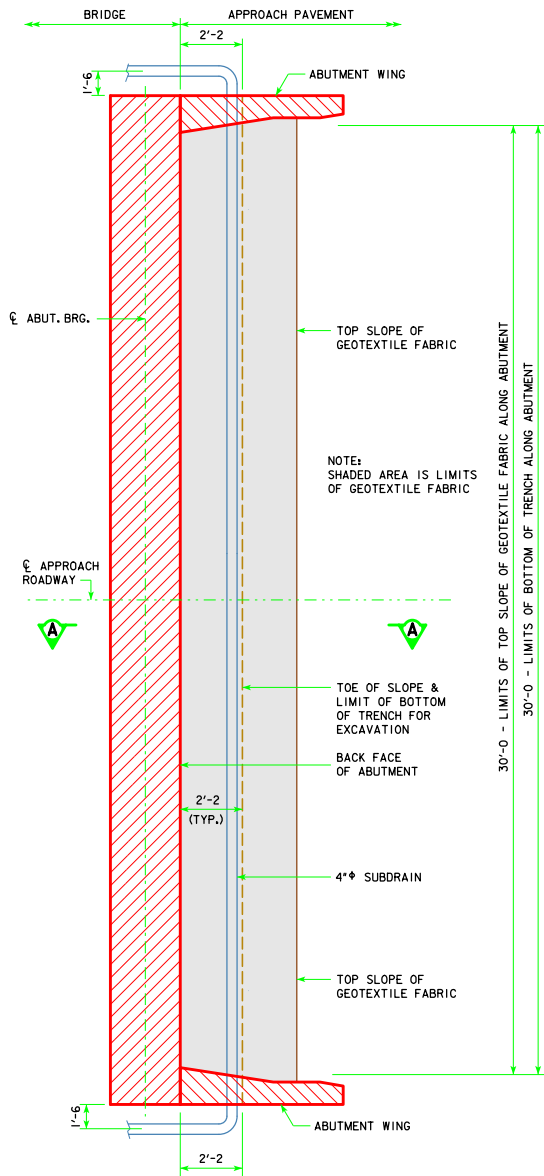 BRIDGE
APPROACH PAVEMENT
2'-2
1'-6
ABUTMENT WING
℄ ABUT. BRG.
TOP SLOPE OF
GEOTEXTILE FABRIC
NOTE:
SHADED AREA IS LIMITS
OF GEOTEXTILE FABRIC
30'-0 - LIMITS OF TOP SLOPE OF GEOTEXTILE FABRIC ALONG ABUTMENT
30'-0 - LIMITS OF BOTTOM OF TRENCH ALONG ABUTMENT
℄ APPROACH
ROADWAY
A
A
TOE OF SLOPE &
LIMIT OF BOTTOM
OF TRENCH FOR
EXCAVATION
BACK FACE
OF ABUTMENT
2'-2
(TYP.)
4"ϕ SUBDRAIN
TOP SLOPE OF
GEOTEXTILE FABRIC
1'-6
ABUTMENT WING
2'-2